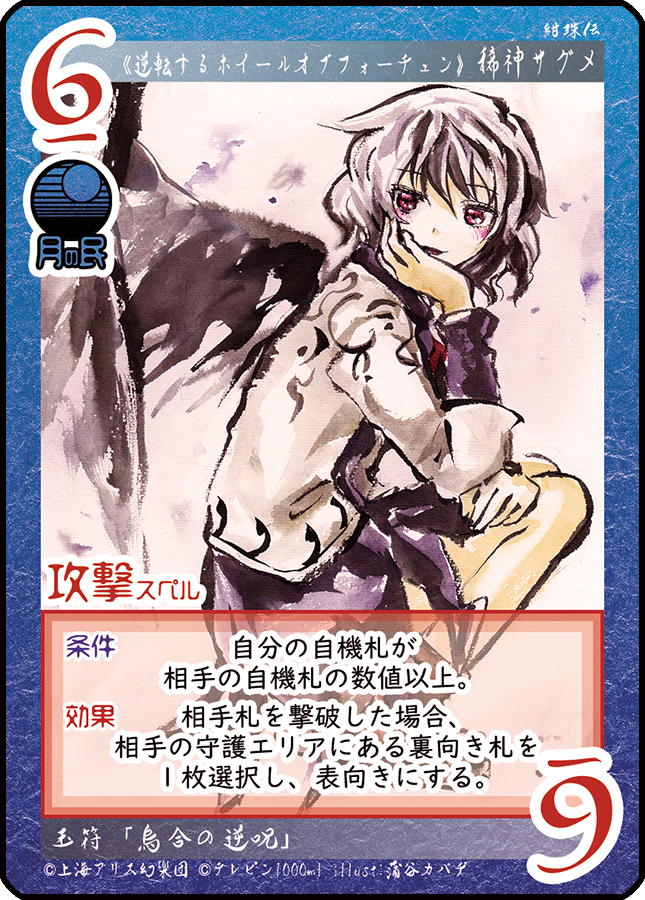 6
紺珠伝
《逆転するホイールオブフォーチュン》 稀神サグメ
月の民
攻撃スペル
条件
自分の自機札が
相手の自機札の数値以上。
効果
相手札を撃破した場合、
相手の守護エリアにある裏向き札を
1枚選択し、表向きにする。
6
玉符「烏合の逆呪」
©上海アリス幻樂団 ©テレビン1000ml illust:蒲谷カバヂ